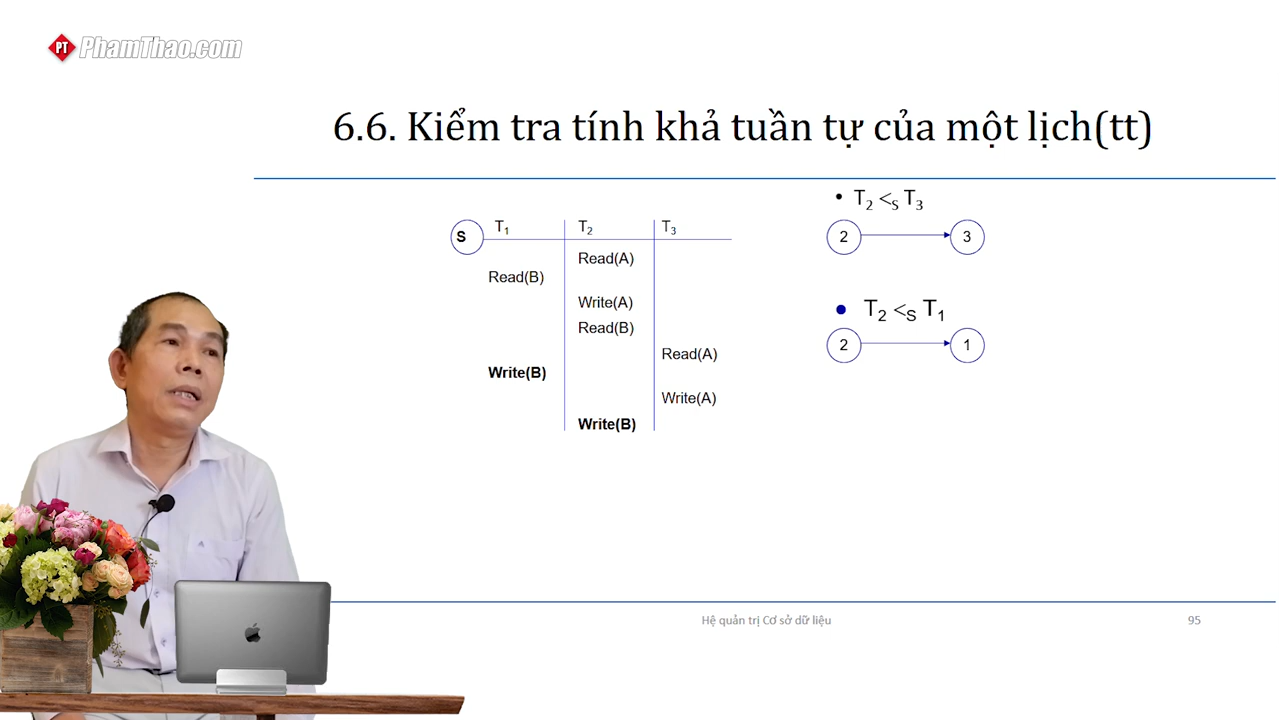 PT PhamThao.com
6.6. Kiểm tra tính khả tuần tự của một lịch(tt)
S T1 T2 T3
Read(A)
Read(B)
Write(A)
Read(B)
Read(A)
Write(B)
Write(A)
Write(B)
• T2 <S T3
2 3
• T2 <S T1
2 1
Hệ quản trị Cơ sở dữ liệu 95